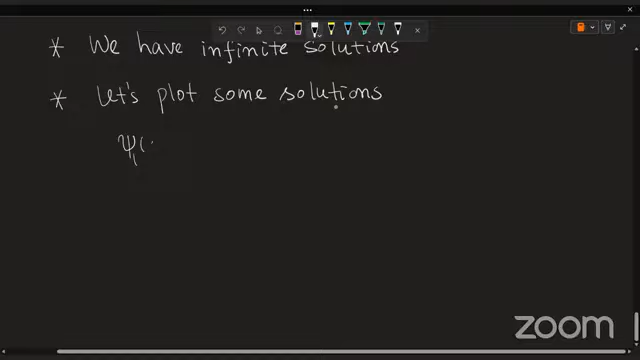 * We have infinite solutions
* Let's plot some solutions
ψ₁(
zoom